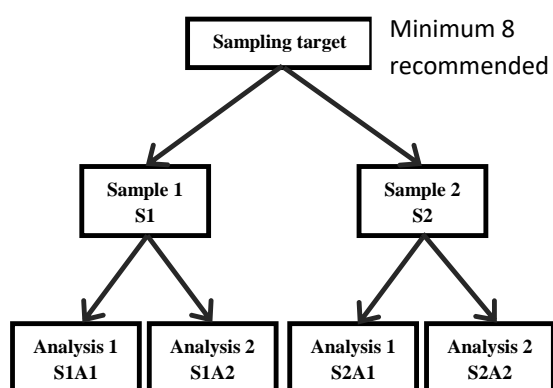 Sampling target
Minimum 8
recommended
Sample 1
S1
Sample 2
S2
Analysis 1
S1A1
Analysis 2
S1A2
Analysis 1
S2A1
Analysis 2
S2A2